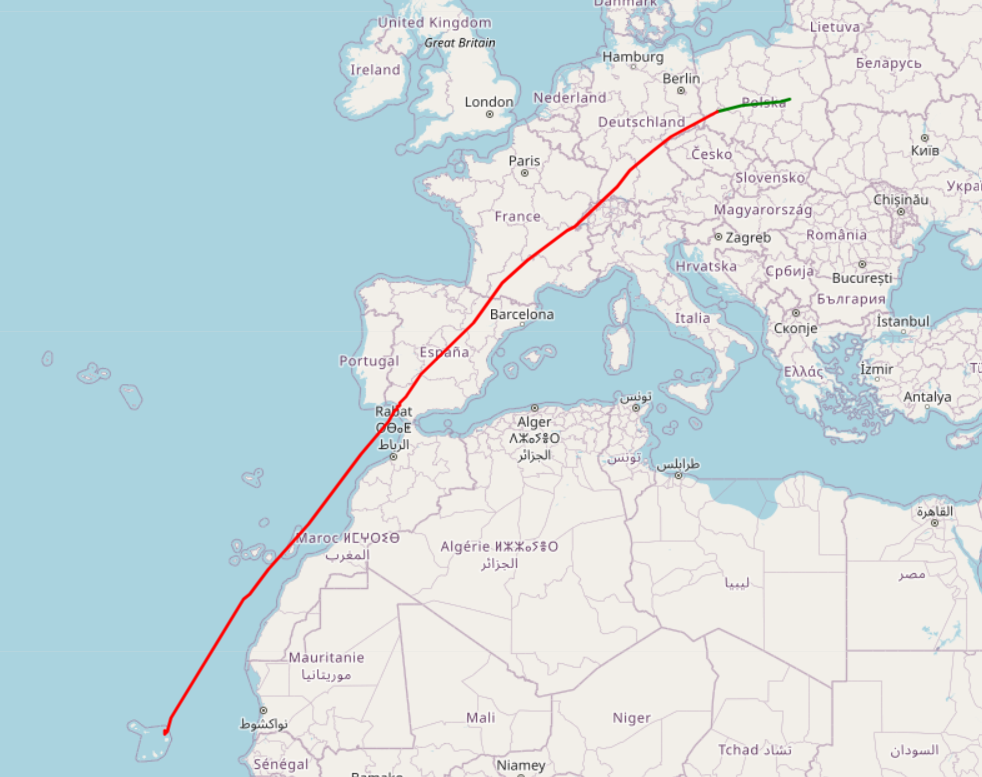 Danmark
United Kingdom
Great Britain
Lietuva
Hamburg
Беларусь
Ireland
Berlin
London
Nederland
Polska
Deutschland
Київ
Česko
Paris
Slovensko
Chișinău
Magyarország
France
Zagreb
România
Hrvatska
Србија
București
България
Barcelona
Italia
İstanbul
Скопје
España
Portugal
Ελλάς
İzmir
Antalya
تونس
Rabat
ⵔⴱⴰⵟ
الرباط
Alger
ⴷⵣⴰⵢⴻⵔ
الجزائر
تونس
طرابلس
القاهرة
Maroc ⵍⵎⵖⵔⵉⴱ
المغرب
Algérie ⵍⵣⵣⴰⵢⴻⵔ
الجزائر
ليبيا
مصر
Mauritanie
موريتانيا
نواكشوط
Mali
Niger
Tchad تشاد
السودان
Sénégal
Niamey
Bamako